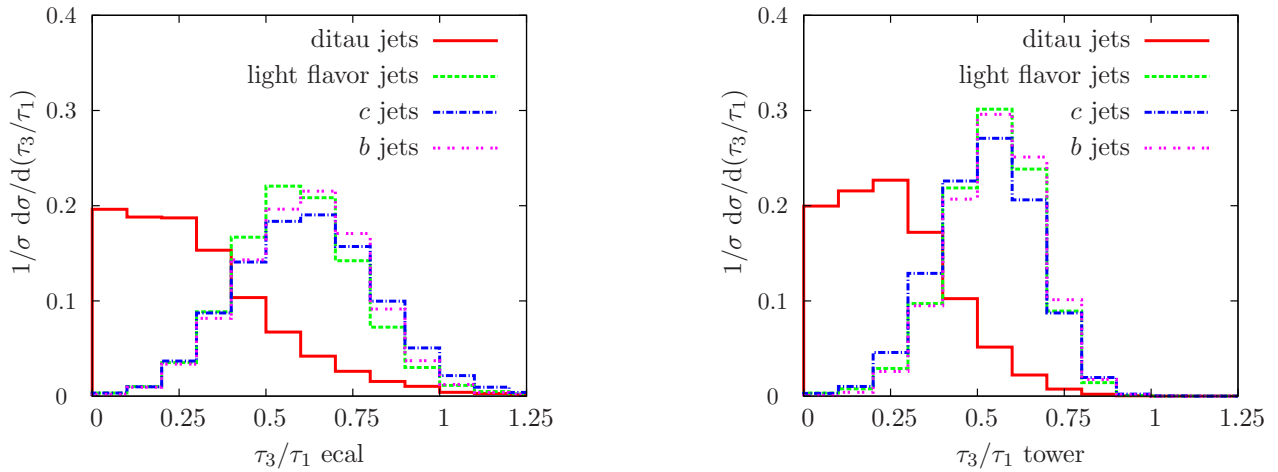 0.4
0.3
0.2
0.1
0
1/σ dσ/d(τ₃/τ₁)
ditau jets
light flavor jets
c jets
b jets
0 0.25 0.5 0.75 1 1.25
τ₃/τ₁ ecal
0.4
0.3
0.2
0.1
0
1/σ dσ/d(τ₃/τ₁)
ditau jets
light flavor jets
c jets
b jets
0 0.25 0.5 0.75 1 1.25
τ₃/τ₁ tower